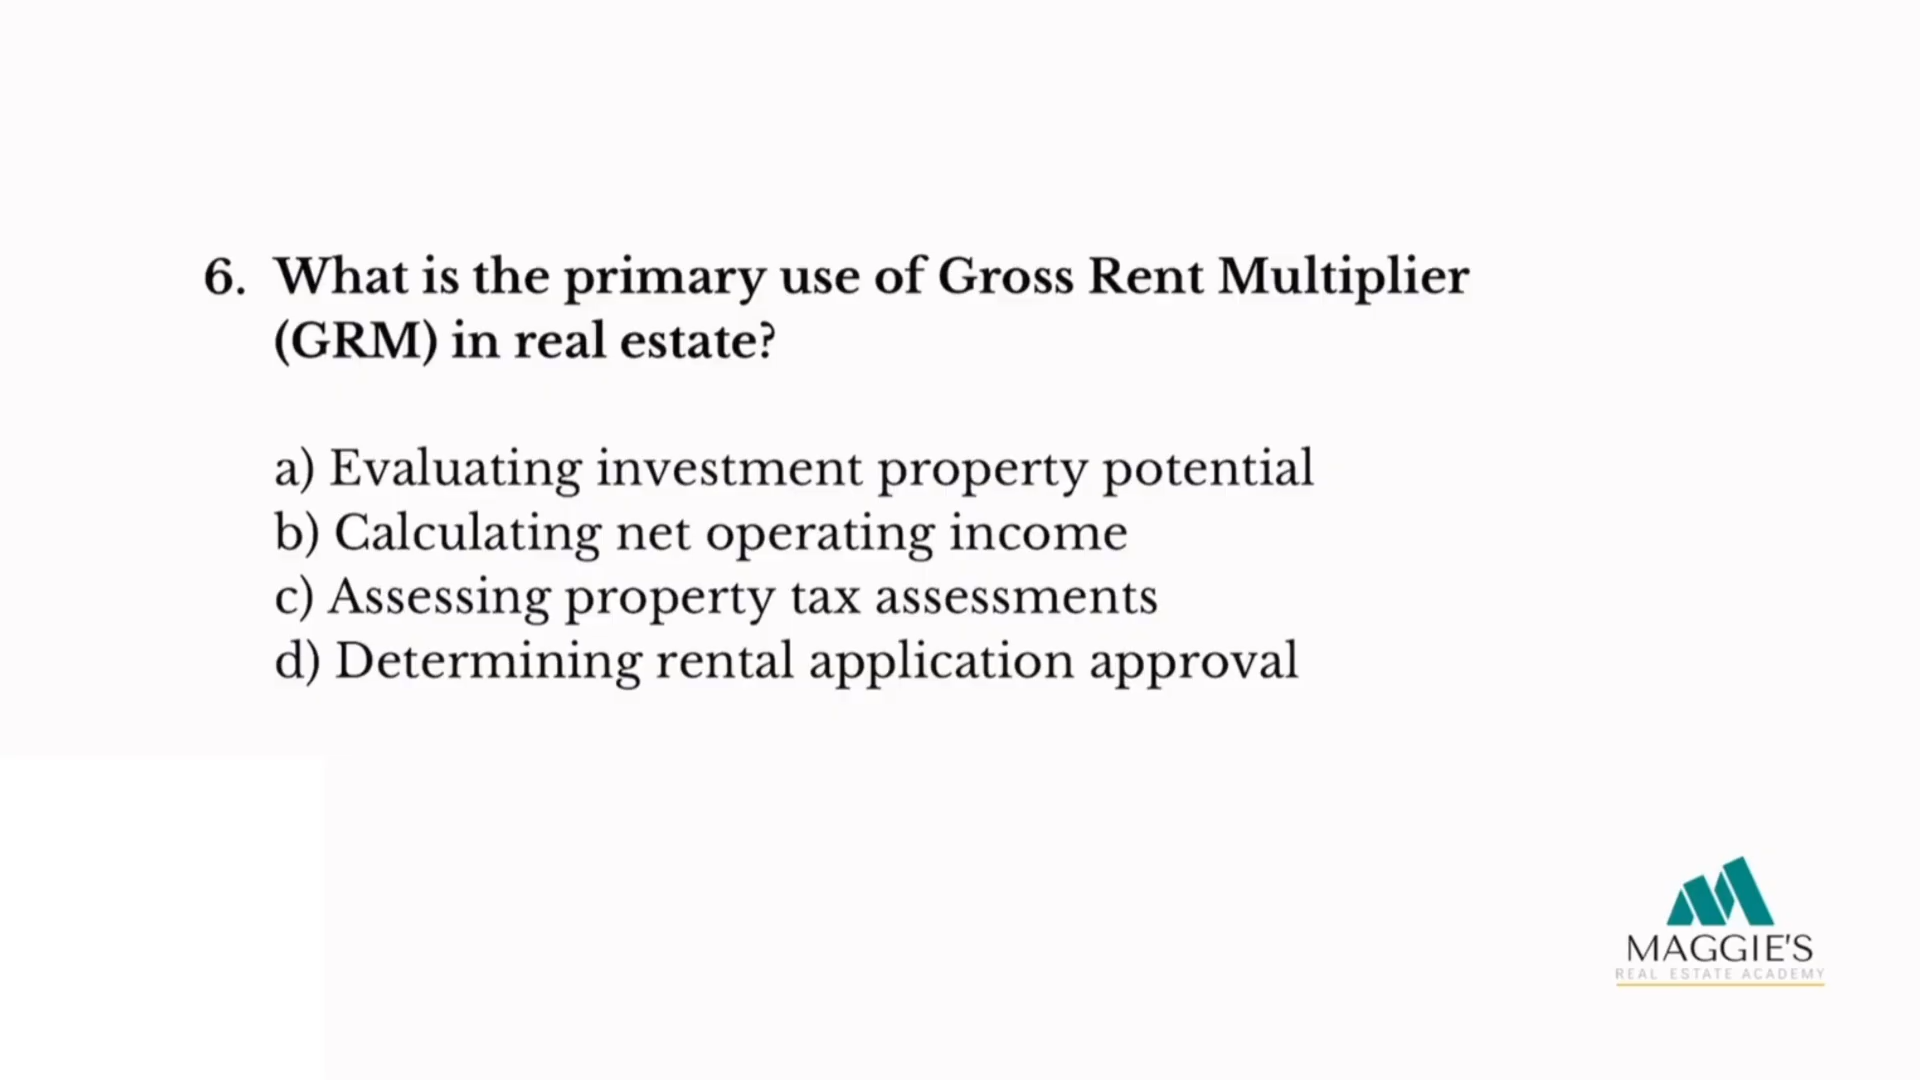 6. What is the primary use of Gross Rent Multiplier
(GRM) in real estate?
a) Evaluating investment property potential
b) Calculating net operating income
c) Assessing property tax assessments
d) Determining rental application approval
MAGGIE'S
REAL ESTATE ACADEMY